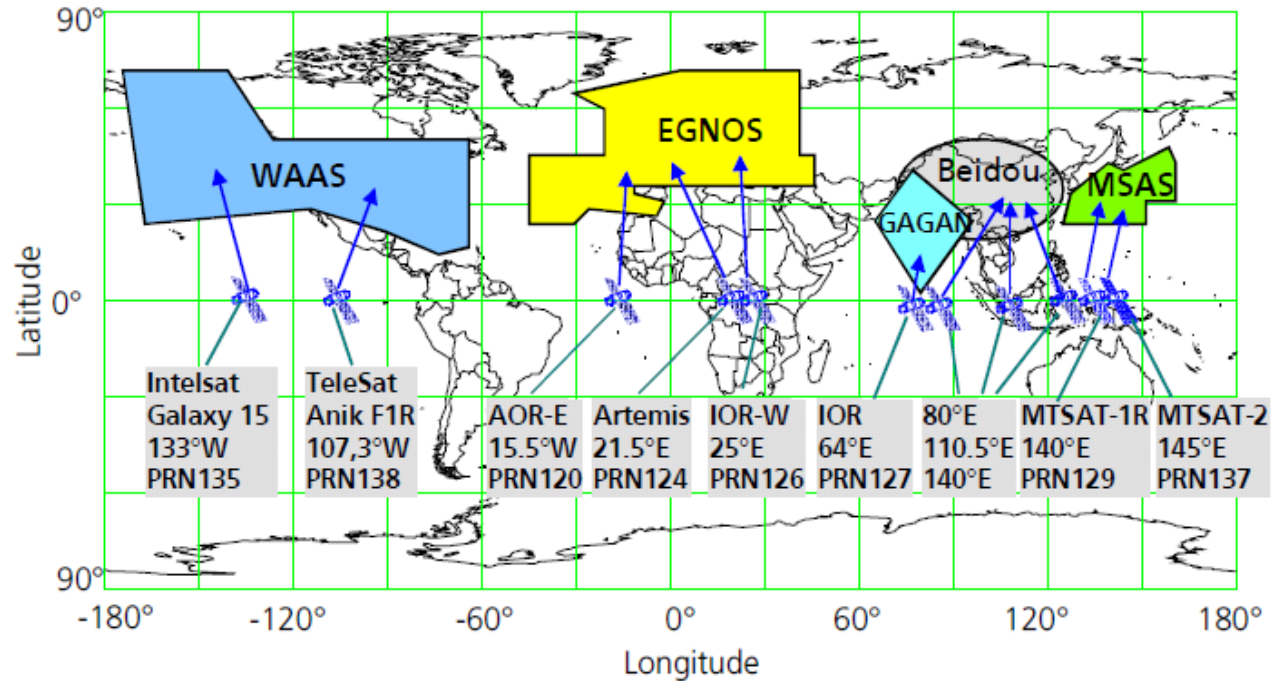 90°
WAAS
EGNOS
Beidou
GAGAN
MSAS
Latitude
0°
Intelsat
Galaxy 15
133°W
PRN135
TeleSat
Anik F1R
107,3°W
PRN138
AOR-E
15.5°W
PRN120
Artemis
21.5°E
PRN124
IOR-W
25°E
PRN126
IOR
64°E
PRN127
80°E
110.5°E
140°E
MTSAT-1R
140°E
PRN129
MTSAT-2
145°E
PRN137
90°
-180° -120° -60° 0° 60° 120° 180°
Longitude